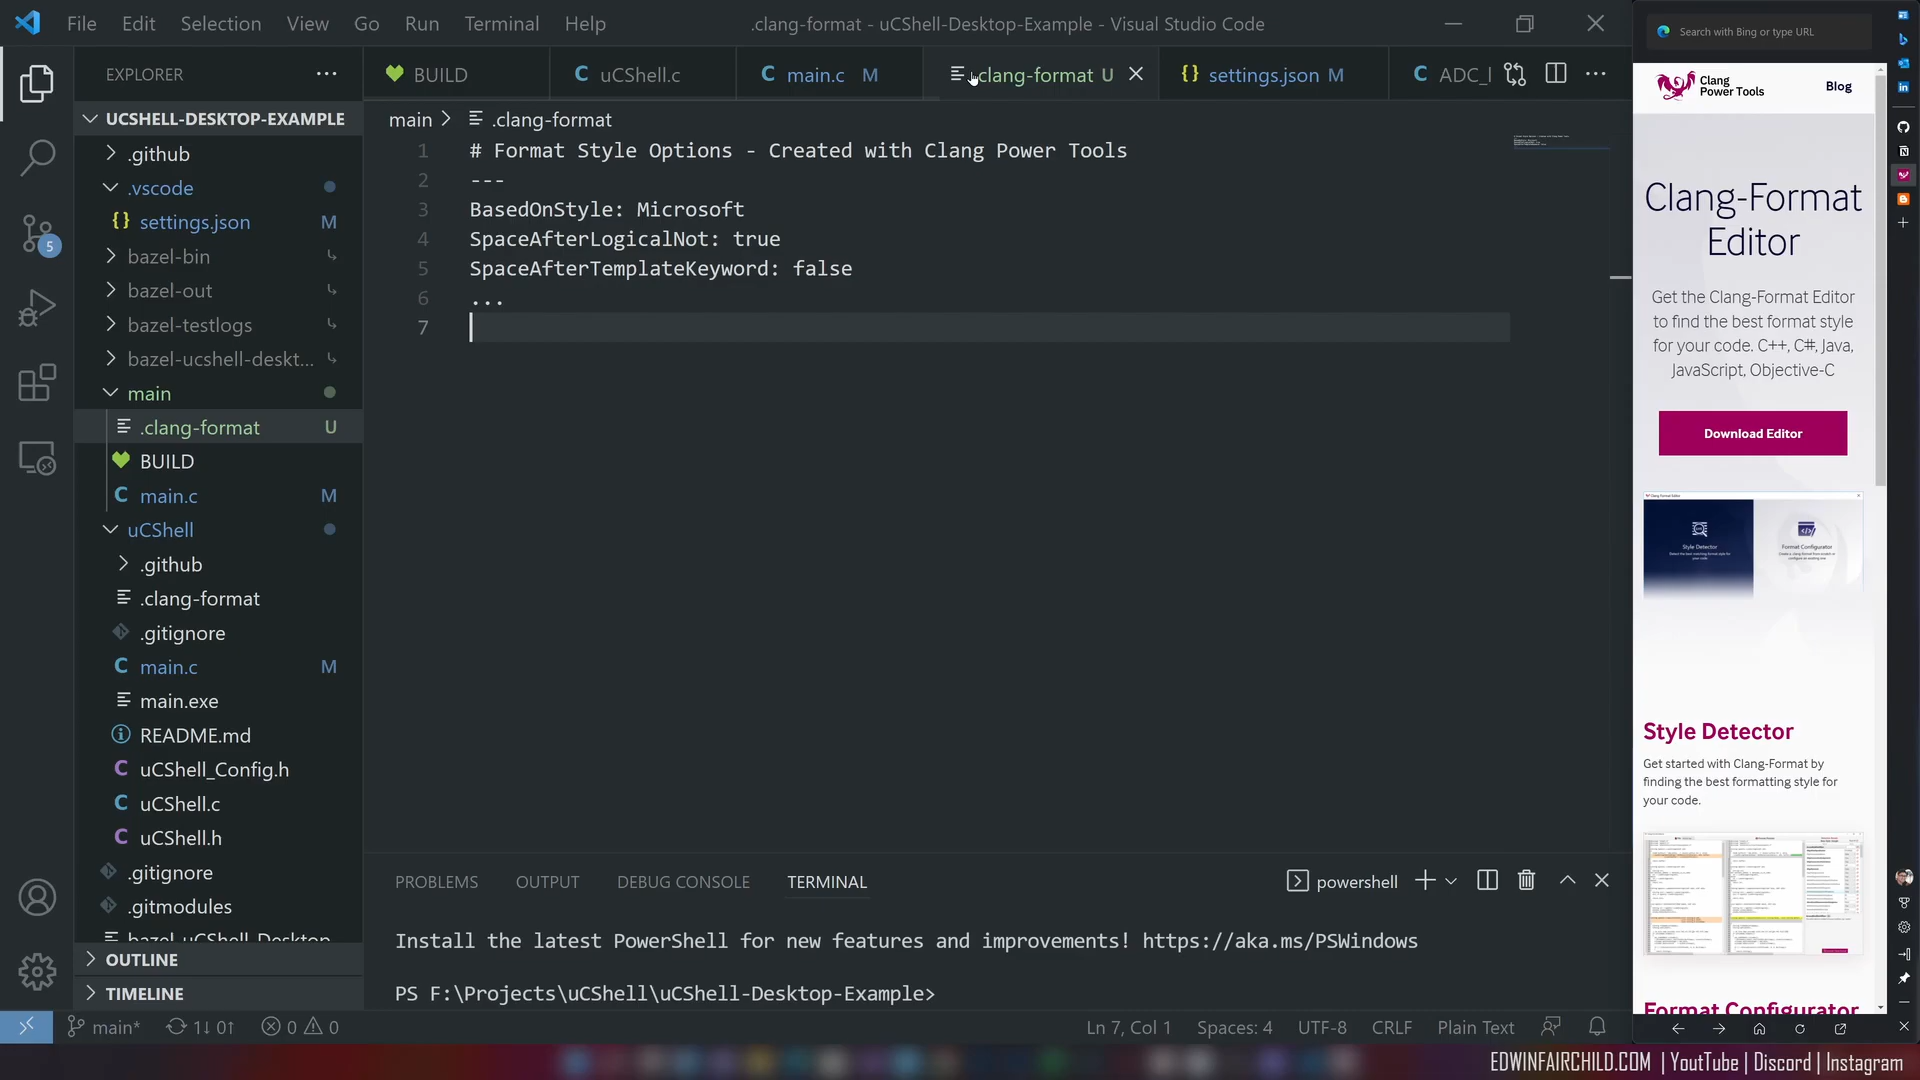 File Edit Selection View Go Run Terminal Help
.clang-format - uCShell-Desktop-Example - Visual Studio Code
EXPLORER
BUILD
uCShell.c
main.c M
.clang-format U
settings.json M
ADC_I
UCSHELL-DESKTOP-EXAMPLE
.github
.vscode
settings.json M
bazel-bin
bazel-out
bazel-testlogs
bazel-ucshell-deskt...
main
.clang-format U
BUILD
main.c M
uCShell
.github
.clang-format
.gitignore
main.c M
main.exe
README.md
uCShell_Config.h
uCShell.c
uCShell.h
.gitignore
.gitmodules
bazel_uCShell_Desktop
OUTLINE
TIMELINE
5
main > .clang-format
1 # Format Style Options - Created with Clang Power Tools
2 ---
3 BasedOnStyle: Microsoft
4 SpaceAfterLogicalNot: true
5 SpaceAfterTemplateKeyword: false
6 ...
7
PROBLEMS OUTPUT DEBUG CONSOLE TERMINAL
powershell
Install the latest PowerShell for new features and improvements! https://aka.ms/PSWindows
PS F:\Projects\uCShell\uCShell-Desktop-Example>
main* 1↓ 0↑ 0 0
Ln 7, Col 1 Spaces: 4 UTF-8 CRLF Plain Text
Search with Bing or type URL
Clang
Power Tools
Blog
Clang-Format
Editor
Get the Clang-Format Editor
to find the best format style
for your code. C++, C#, Java,
JavaScript, Objective-C
Download Editor
Style Detector
Format Configurator
Style Detector
Get started with Clang-Format by
finding the best formatting style for
your code.
Format Configurator
EDWINFAIRCHILD.COM | YouTube | Discord | Instagram